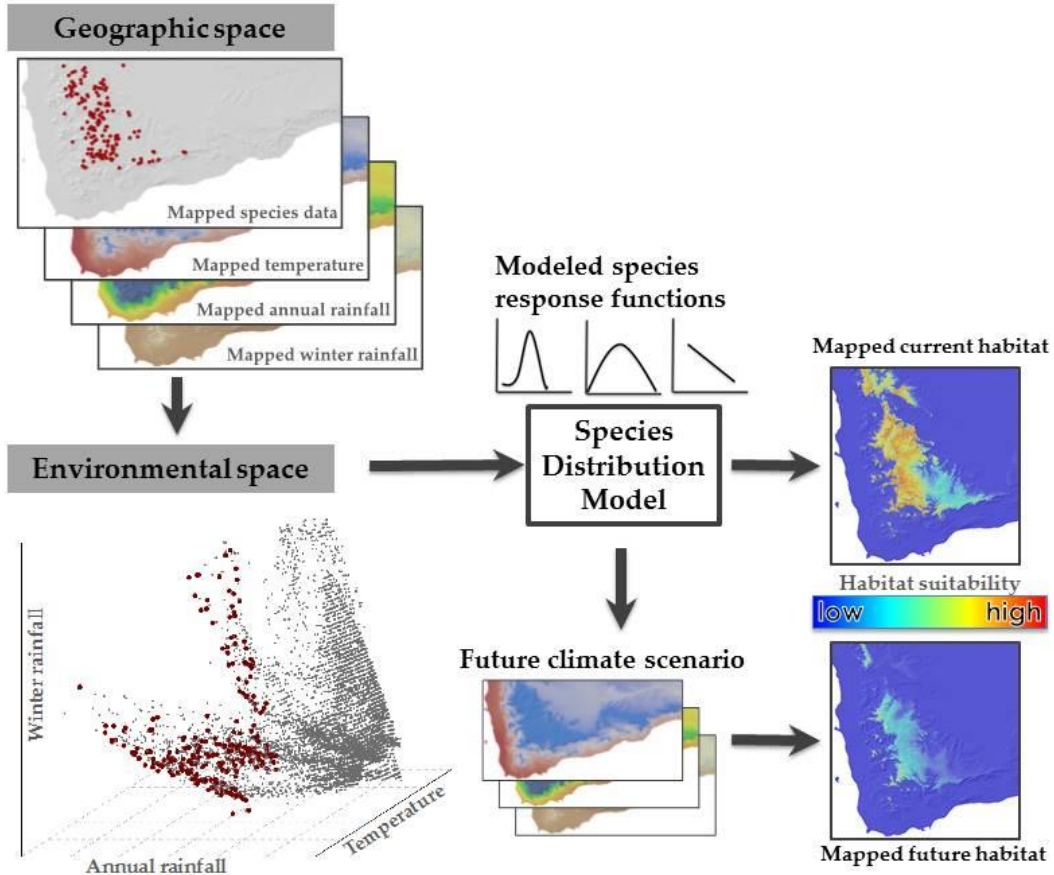 Geographic space
Mapped species data
Mapped temperature
Mapped annual rainfall
Mapped winter rainfall
Environmental space
Winter rainfall
Annual rainfall
Temperature
Modeled species
response functions
Species
Distribution
Model
Future climate scenario
Mapped current habitat
Habitat suitability
low high
Mapped future habitat